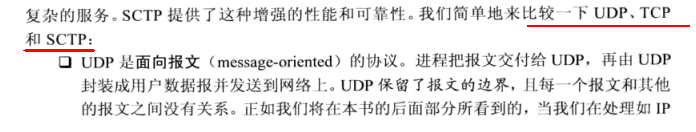 复杂的服务。SCTP 提供了这种增强的性能和可靠性。我们简单地来比较一下 UDP、TCP
和 SCTP：
❑ UDP 是面向报文（message-oriented）的协议。进程把报文交付给 UDP，再由 UDP
封装成用户数据报并发送到网络上。UDP 保留了报文的边界，且每一个报文和其他
的报文之间没有关系。正如我们将在本书的后面部分所看到的，当我们在处理如 IP